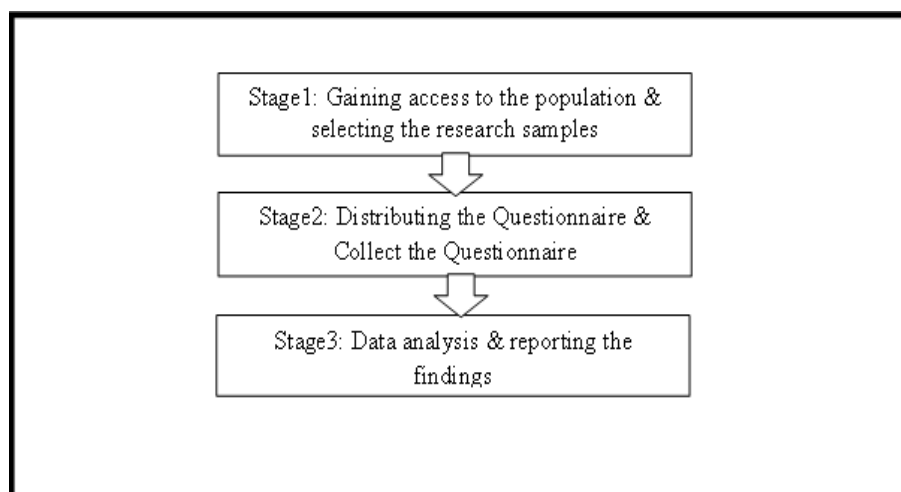 Stage1: Gaining access to the population &
selecting the research samples
Stage2: Distributing the Questionnaire &
Collect the Questionnaire
Stage3: Data analysis & reporting the
findings